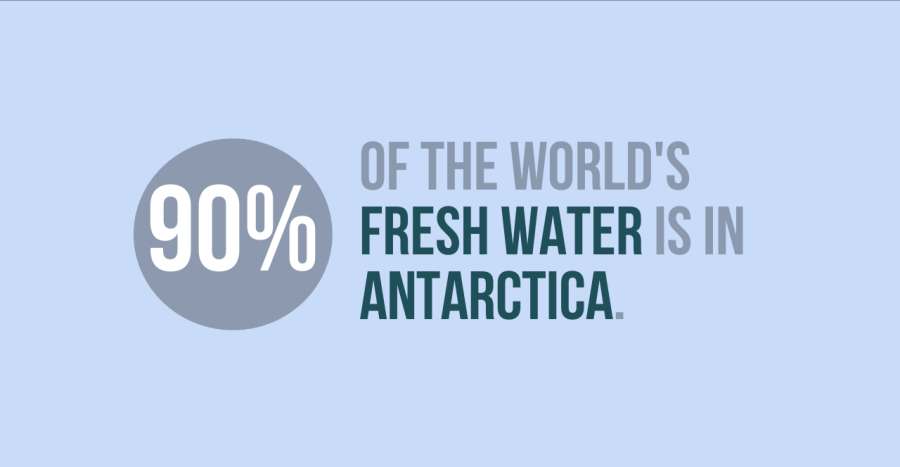 90%
OF THE WORLD'S
FRESH WATER IS IN
ANTARCTICA.